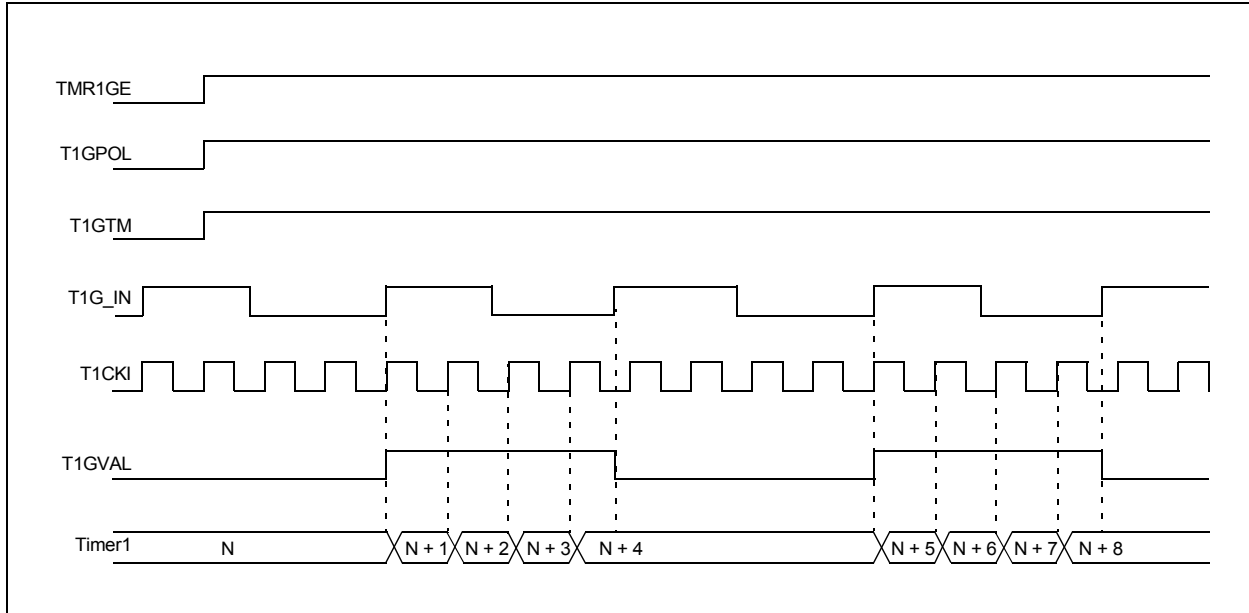 TMR1GE
T1GPOL
T1GTM
T1G_IN
T1CKI
T1GVAL
Timer1 N N + 1 N + 2 N + 3 N + 4 N + 5 N + 6 N + 7 N + 8